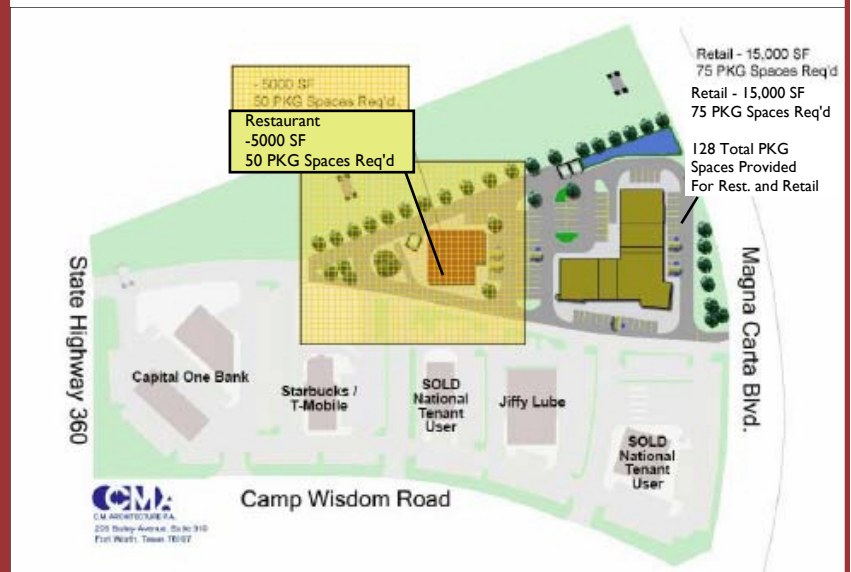 Retail - 15,000 SF
75 PKG Spaces Req'd
- 5000 SF
50 PKG Spaces Req'd.
Restaurant
-5000 SF
50 PKG Spaces Req'd
Retail - 15,000 SF
75 PKG Spaces Req'd
128 Total PKG
Spaces Provided
For Rest. and Retail
State Highway 360
Magna Carta Blvd.
Capital One Bank
Starbucks /
T-Mobile
SOLD
National
Tenant
User
Jiffy Lube
SOLD
National
Tenant
User
Camp Wisdom Road
CMA
C.M. ARCHITECTURE P.A.
Fort Worth, Texas 76107